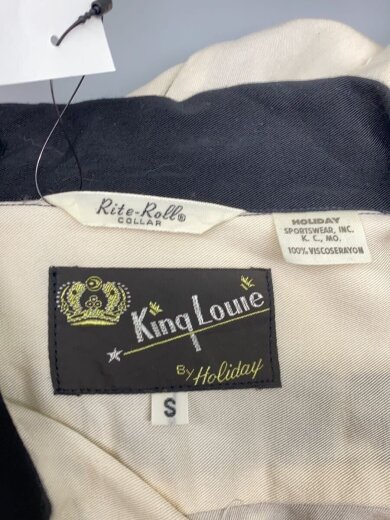 Rite-Roll®
COLLAR
HOLIDAY
SPORTSWEAR, INC.
K. C., MO.
100% VISCOSERAYON
King Louie
By Holiday
S